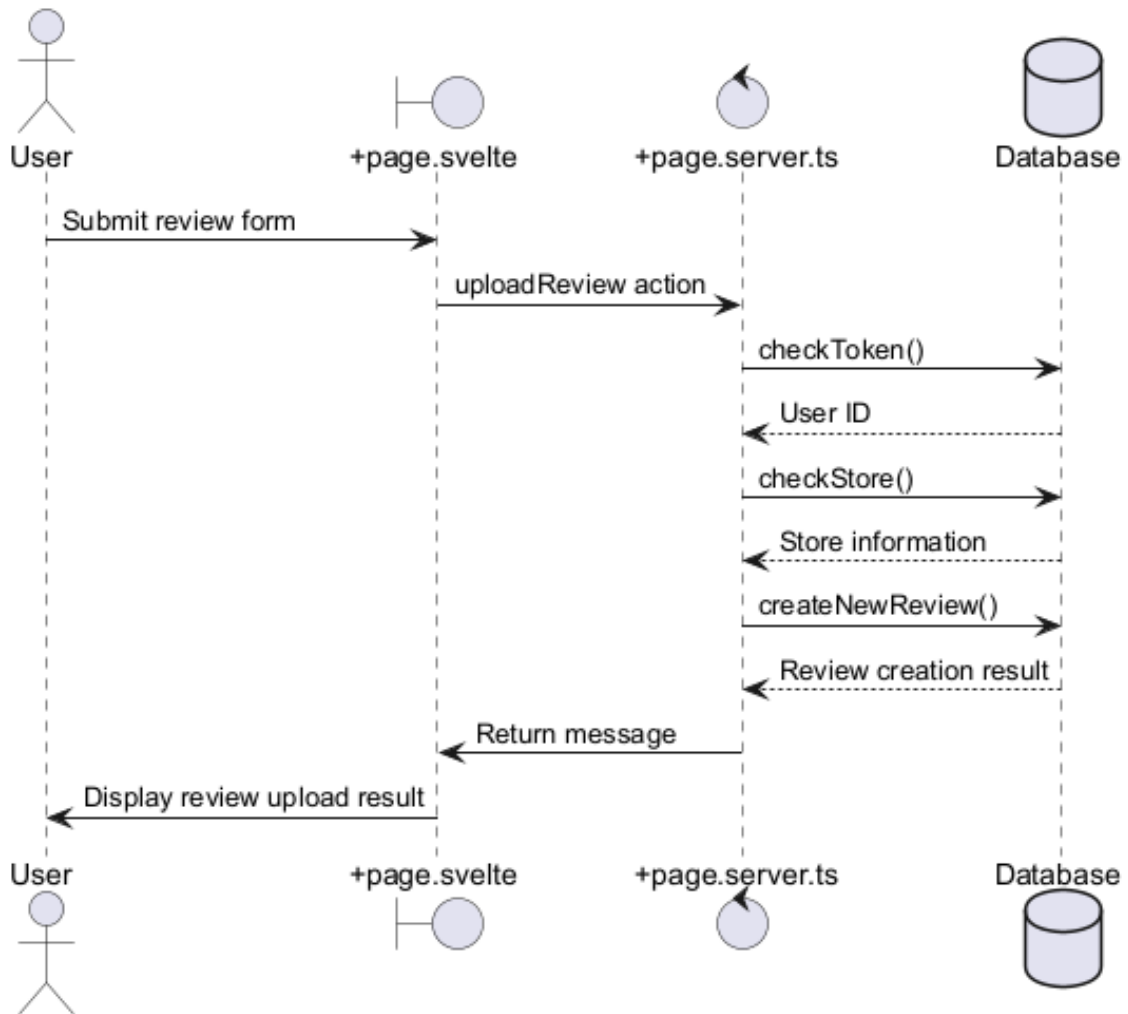 User
+page.svelte
+page.server.ts
Database
Submit review form
uploadReview action
checkToken()
User ID
checkStore()
Store information
createNewReview()
Review creation result
Return message
Display review upload result
User
+page.svelte
+page.server.ts
Database